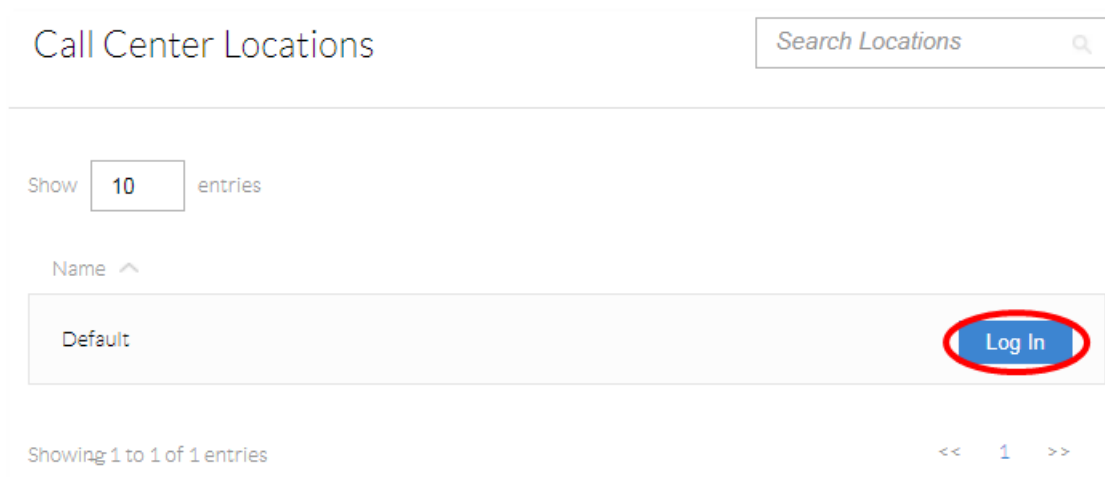 Call Center Locations
Search Locations
Show 10 entries
Name
Default
Log In
Showing 1 to 1 of 1 entries
<< 1 >>